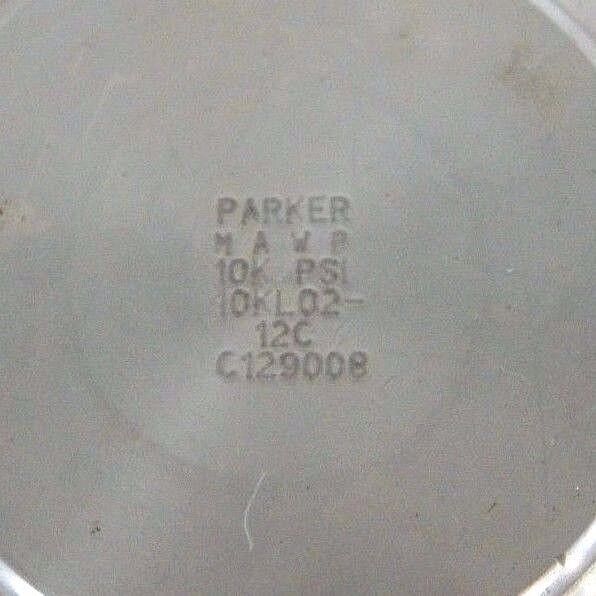 PARKER
M A W P
10K PSI
10KL02-
12C
C129008